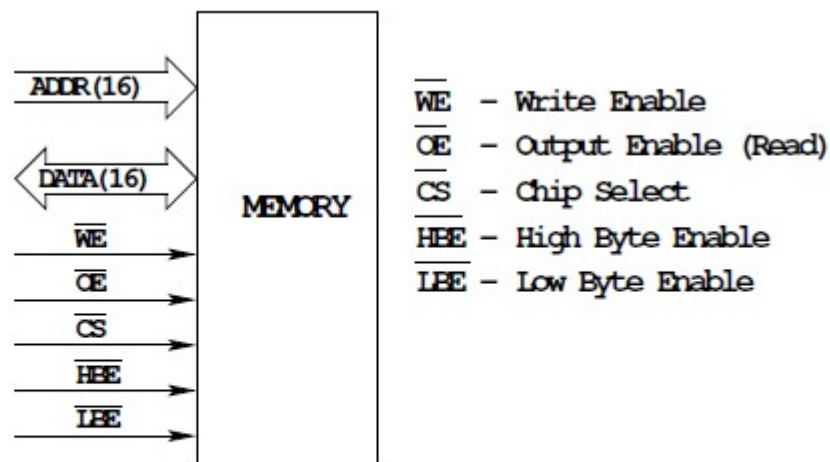 ADDR(16)
DATA(16)
WE
OE
CS
HBE
LBE
MEMORY
WE - Write Enable
OE - Output Enable (Read)
CS - Chip Select
HBE - High Byte Enable
LBE - Low Byte Enable